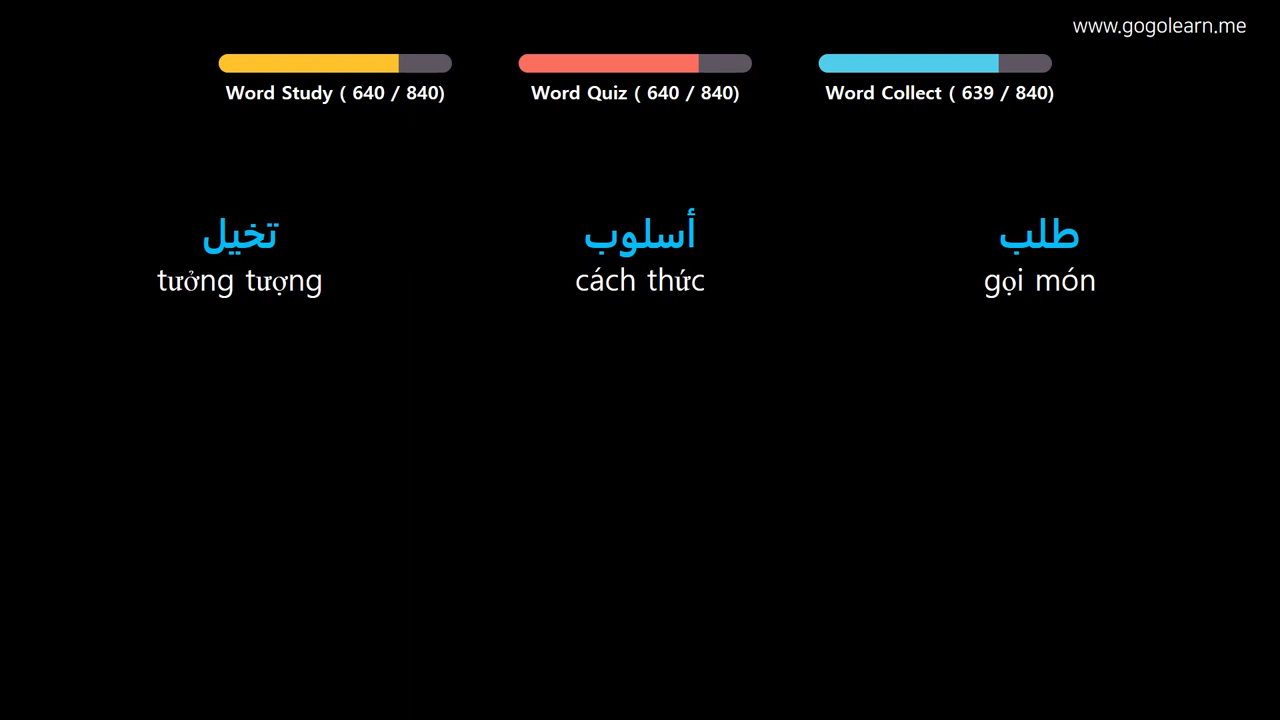 www.gogolearn.me
Word Study ( 640 / 840)
Word Quiz ( 640 / 840)
Word Collect ( 639 / 840)
تخيل
tưởng tượng
أسلوب
cách thức
طلب
gọi món